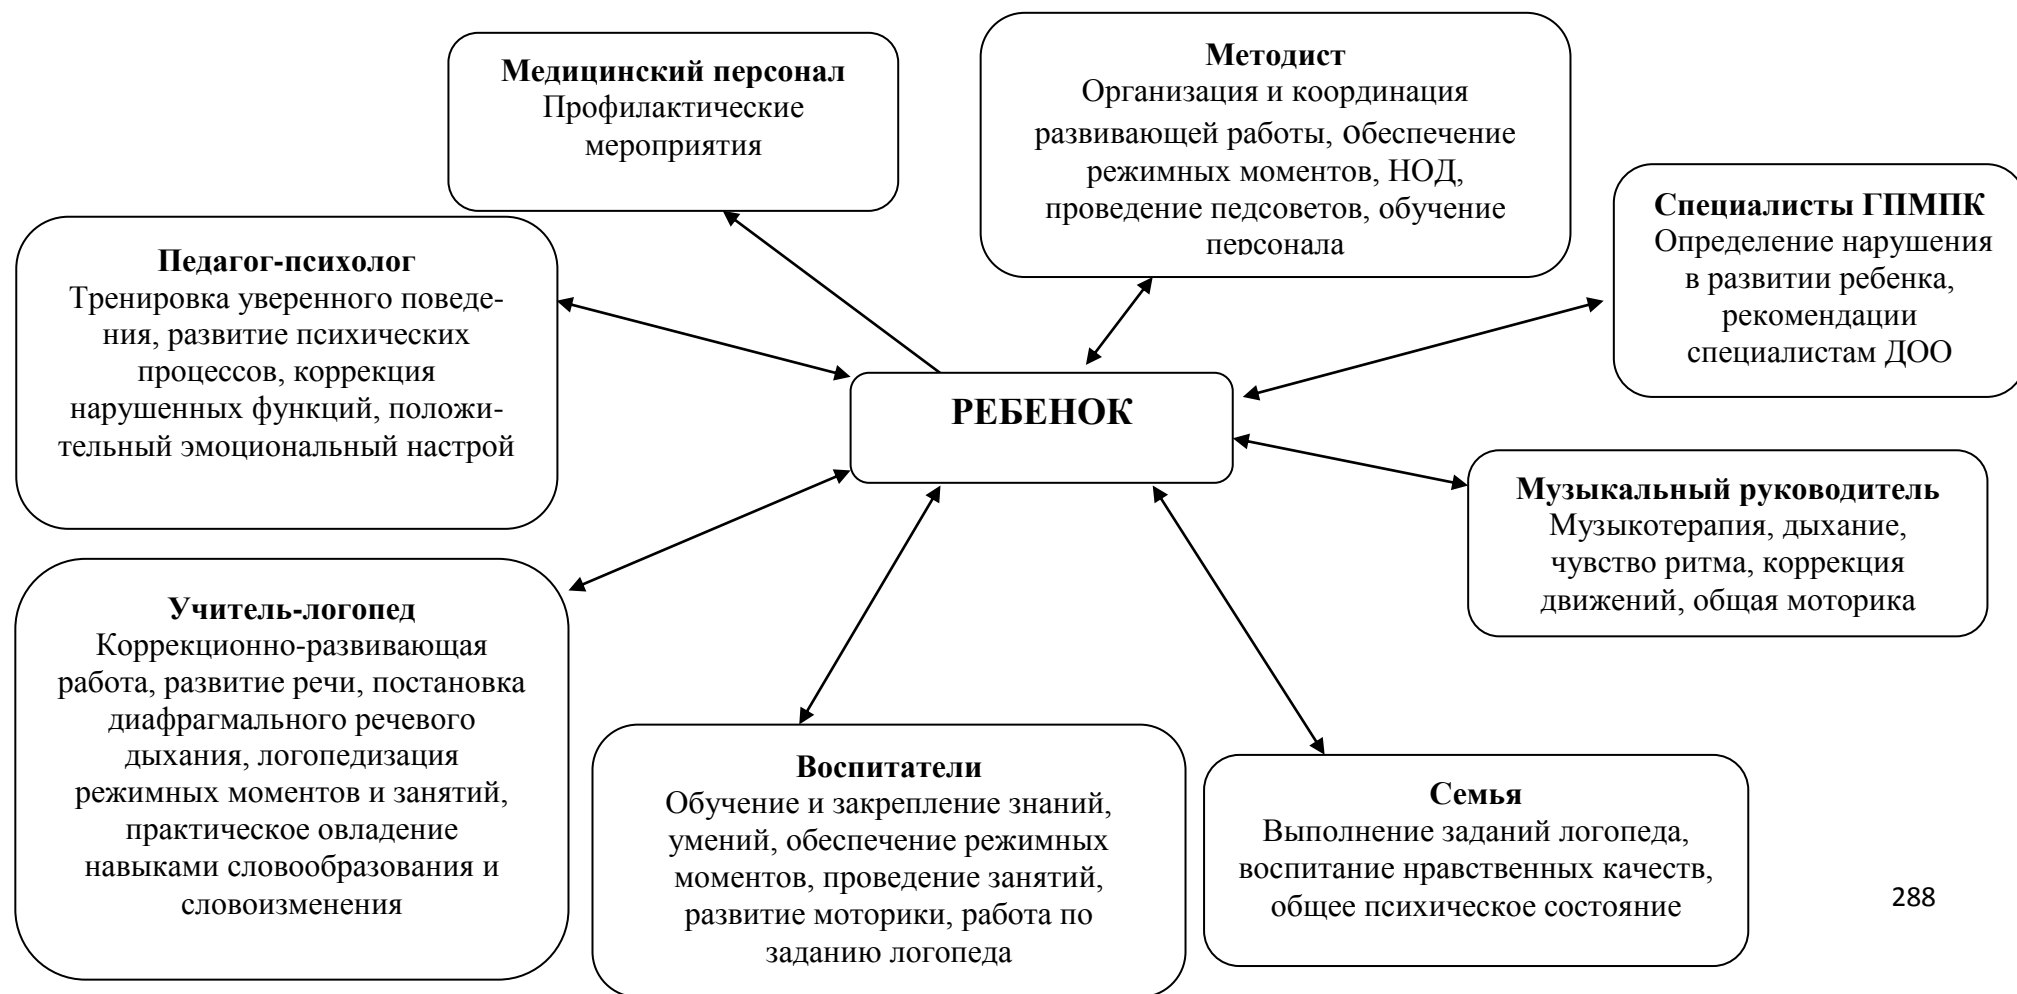 Медицинский персонал
Профилактические
мероприятия
Методист
Организация и координация
развивающей работы, обеспечение
режимных моментов, НОД,
проведение педсоветов, обучение
персонала
Специалисты ГПМПК
Определение нарушения
в развитии ребенка,
рекомендации
специалистам ДОО
Педагог-психолог
Тренировка уверенного поведе-
ния, развитие психических
процессов, коррекция
нарушенных функций, положи-
тельный эмоциональный настрой
РЕБЕНОК
Музыкальный руководитель
Музыкотерапия, дыхание,
чувство ритма, коррекция
движений, общая моторика
Учитель-логопед
Коррекционно-развивающая
работа, развитие речи, постановка
диафрагмального речевого
дыхания, логопедизация
режимных моментов и занятий,
практическое овладение
навыками словообразования и
словоизменения
Воспитатели
Обучение и закрепление знаний,
умений, обеспечение режимных
моментов, проведение занятий,
развитие моторики, работа по
заданию логопеда
Семья
Выполнение заданий логопеда,
воспитание нравственных качеств,
общее психическое состояние
288